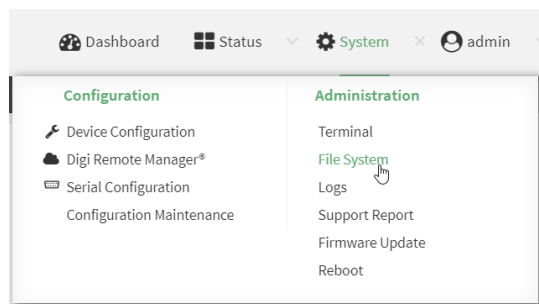 Dashboard Status System admin
Configuration
Device Configuration
Digi Remote Manager®
Serial Configuration
Configuration Maintenance
Administration
Terminal
File System
Logs
Support Report
Firmware Update
Reboot